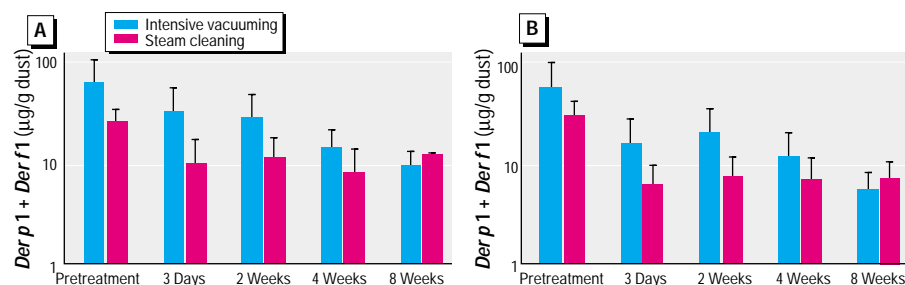 A
Intensive vacuuming
Steam cleaning
Der p 1 + Der f 1 (µg/g dust)
100
10
1
Pretreatment 3 Days 2 Weeks 4 Weeks 8 Weeks
B
Der p 1 + Der f 1 (µg/g dust)
100
10
1
Pretreatment 3 Days 2 Weeks 4 Weeks 8 Weeks